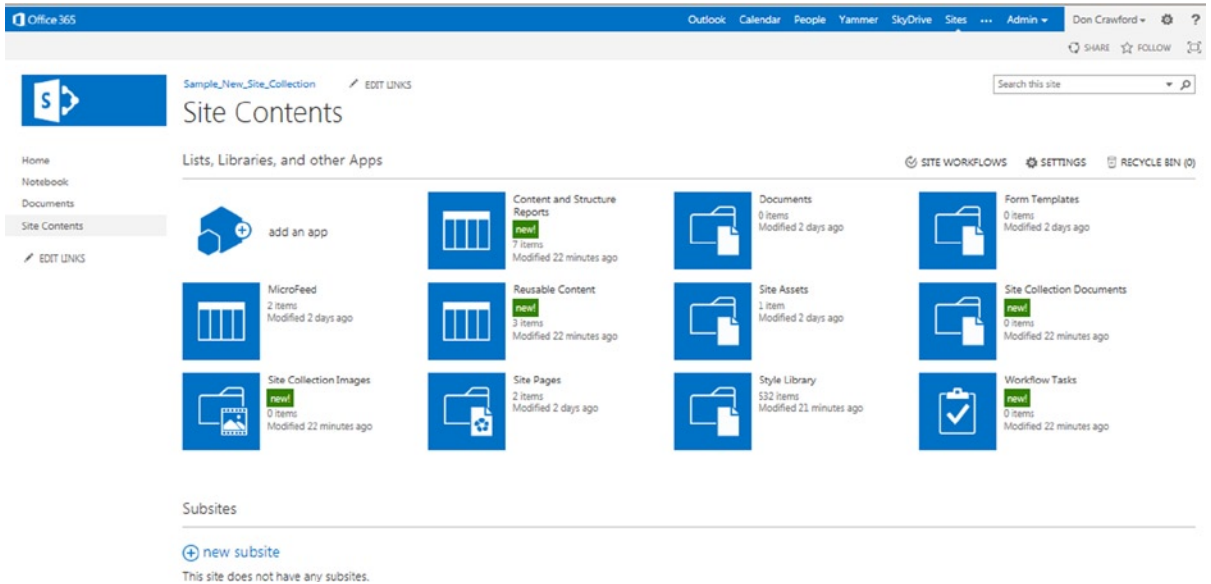 Office 365
Outlook Calendar People Yammer SkyDrive Sites ••• Admin Don Crawford ?
SHARE FOLLOW
S
Sample_New_Site_Collection EDIT LINKS
Search this site
Site Contents
Home
Notebook
Documents
Site Contents
EDIT LINKS
Lists, Libraries, and other Apps
SITE WORKFLOWS SETTINGS RECYCLE BIN (0)
add an app
Content and Structure
Reports
new!
7 items
Modified 22 minutes ago
Documents
0 items
Modified 2 days ago
Form Templates
0 items
Modified 2 days ago
MicroFeed
2 items
Modified 2 days ago
Reusable Content
new!
3 items
Modified 22 minutes ago
Site Assets
1 item
Modified 2 days ago
Site Collection Documents
new!
0 items
Modified 22 minutes ago
Site Collection Images
new!
0 items
Modified 22 minutes ago
Site Pages
2 items
Modified 2 days ago
Style Library
532 items
Modified 21 minutes ago
Workflow Tasks
new!
0 items
Modified 22 minutes ago
Subsites
new subsite
This site does not have any subsites.